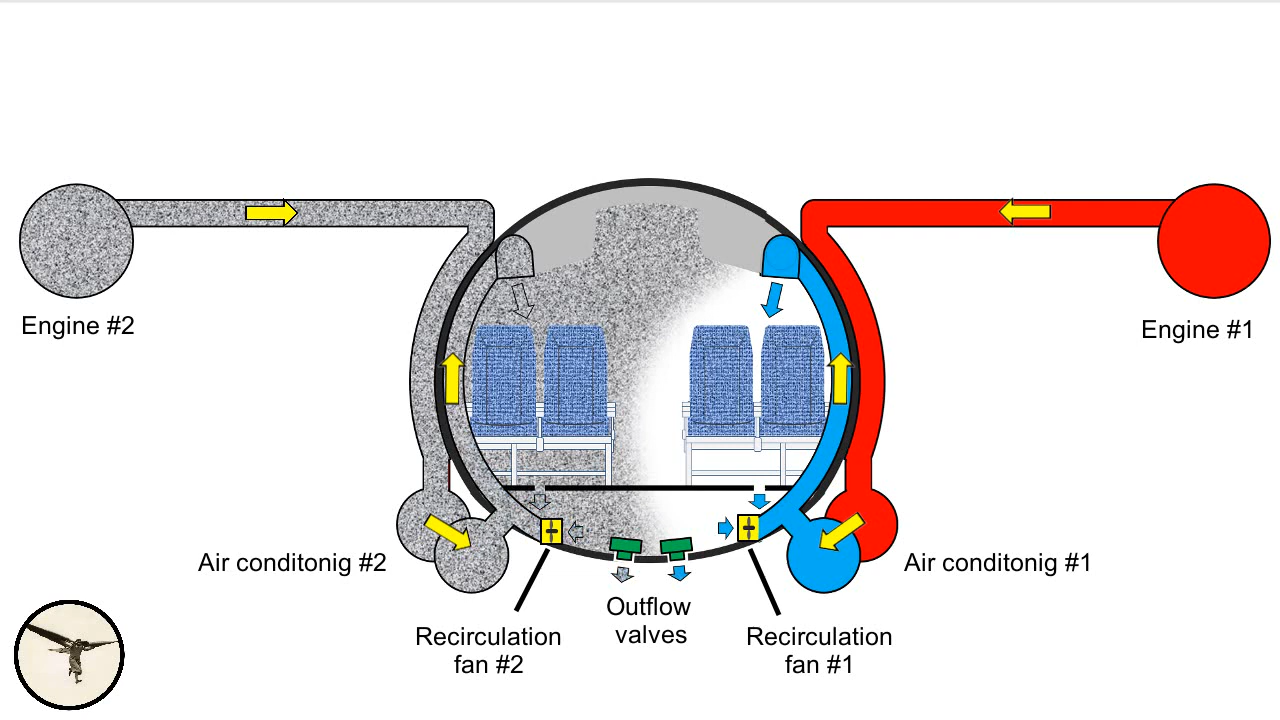 Engine #2
Engine #1
Air conditonig #2
Air conditonig #1
Outflow
valves
Recirculation
fan #2
Recirculation
fan #1